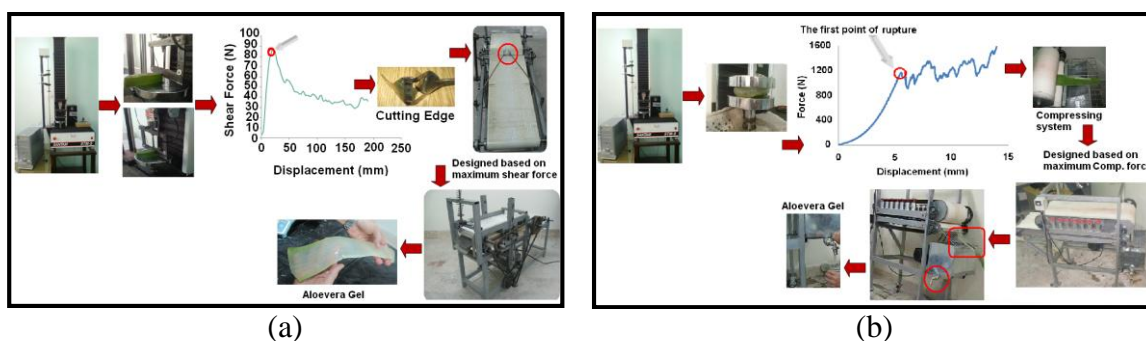 Shear Force (N)
100
90
80
70
60
50
40
30
20
10
0
0 50 100 150 200 250
Displacement (mm)
Cutting Edge
Designed based on
maximum shear force
Aloevera Gel
(a)
The first point of rupture
Force (N)
1600
1200
800
400
0
0 5 10 15
Displacement (mm)
Compressing
system
Designed based on
maximum Comp. force
Aloevera Gel
(b)